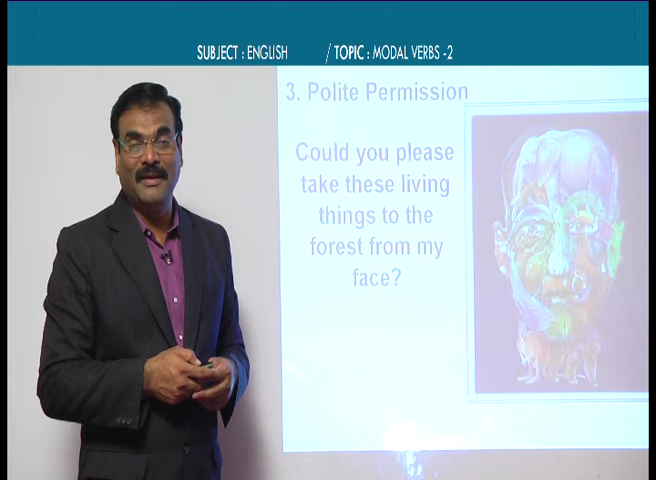 SUBJECT : ENGLISH / TOPIC : MODAL VERBS -2
3. Polite Permission
Could you please
take these living
things to the
forest from my
face?